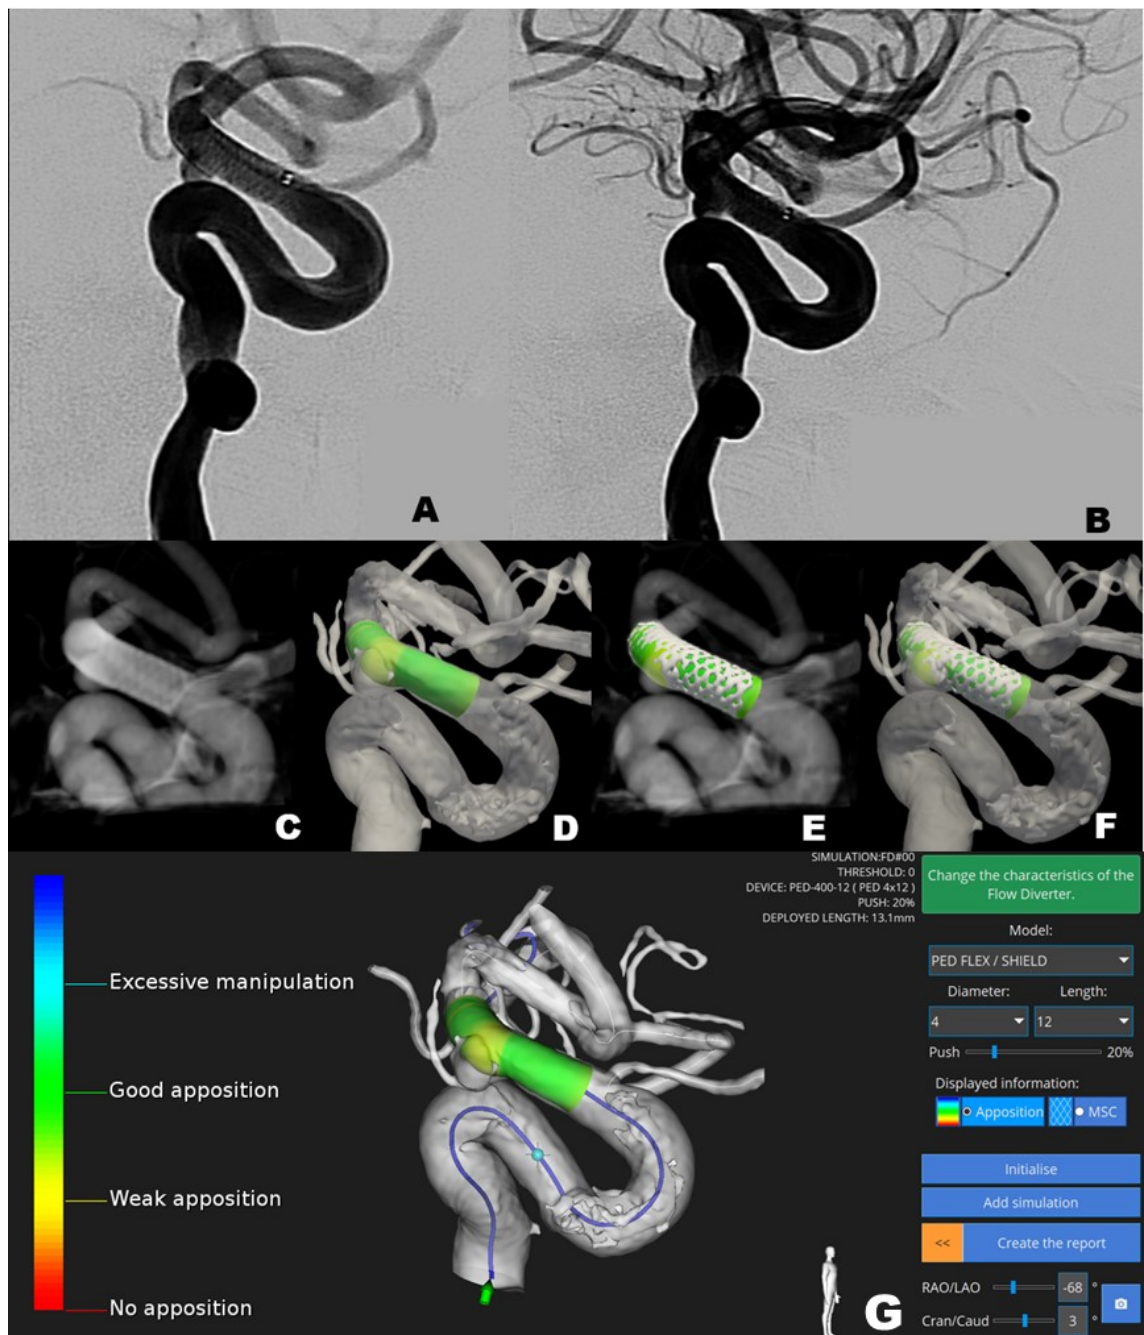 A
B
C
D
E
F
SIMULATION:FD#00
THRESHOLD: 0
DEVICE: PED-400-12 ( PED 4x12 )
PUSH: 20%
DEPLOYED LENGTH: 13.1mm
Change the characteristics of the
Flow Diverter.
Model:
PED FLEX / SHIELD
Diameter:
Length:
4
12
Push
20%
Displayed information:
Apposition
MSC
Initialise
Add simulation
<<
Create the report
RAO/LAO
-68
°
Cran/Caud
3
°
Excessive manipulation
Good apposition
Weak apposition
No apposition
G